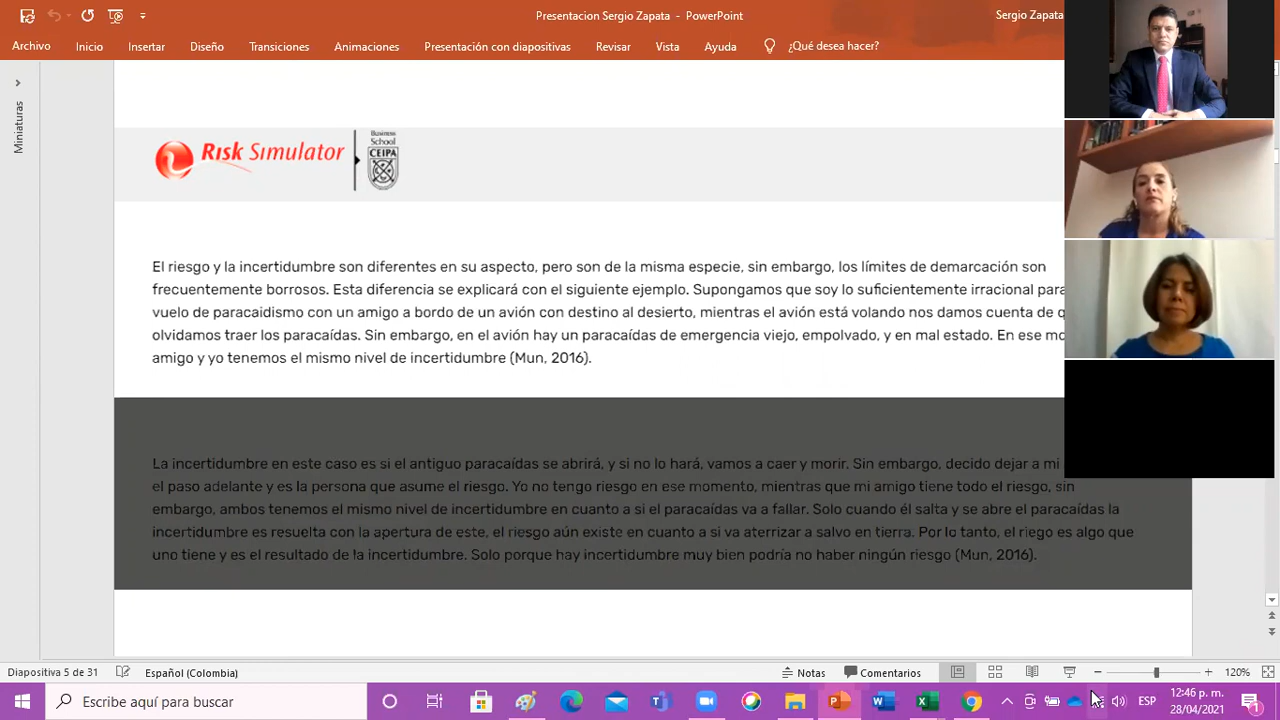 Presentacion Sergio Zapata - PowerPoint
Sergio Zapata
Archivo Inicio Insertar Diseño Transiciones Animaciones Presentación con diapositivas Revisar Vista Ayuda ¿Qué desea hacer?
Miniaturas
Risk Simulator
Business
School
CEIPA
El riesgo y la incertidumbre son diferentes en su aspecto, pero son de la misma especie, sin embargo, los límites de demarcación son
frecuentemente borrosos. Esta diferencia se explicará con el siguiente ejemplo. Supongamos que soy lo suficientemente irracional
vuelo de paracaidismo con un amigo a bordo de un avión con destino al desierto, mientras el avión está volando nos damos cuenta de
olvidamos traer los paracaídas. Sin embargo, en el avión hay un paracaídas de emergencia viejo, empolvado, y en mal estado. En ese
amigo y yo tenemos el mismo nivel de incertidumbre (Mun, 2016).
La incertidumbre en este caso es si el antiguo paracaídas se abrirá, y si no lo hará, vamos a caer y morir. Sin embargo, decido dejar a mi
el paso adelante y es la persona que asume el riesgo. Yo no tengo riesgo en ese momento, mientras que mi amigo tiene todo el riesgo, sin
embargo, ambos tenemos el mismo nivel de incertidumbre en cuanto a si el paracaídas va a fallar. Solo cuando él salta y se abre el paracaídas la
incertidumbre es resuelta con la apertura de este, el riesgo aún existe en cuanto a si va aterrizar a salvo en tierra. Por lo tanto, el riego es algo que
uno tiene y es el resultado de la incertidumbre. Solo porque hay incertidumbre muy bien podría no haber ningún riesgo (Mun, 2016).
Diapositiva 5 de 31 Español (Colombia) Notas Comentarios 120%
Escribe aquí para buscar
ESP
12:46 p. m.
28/04/2021
1